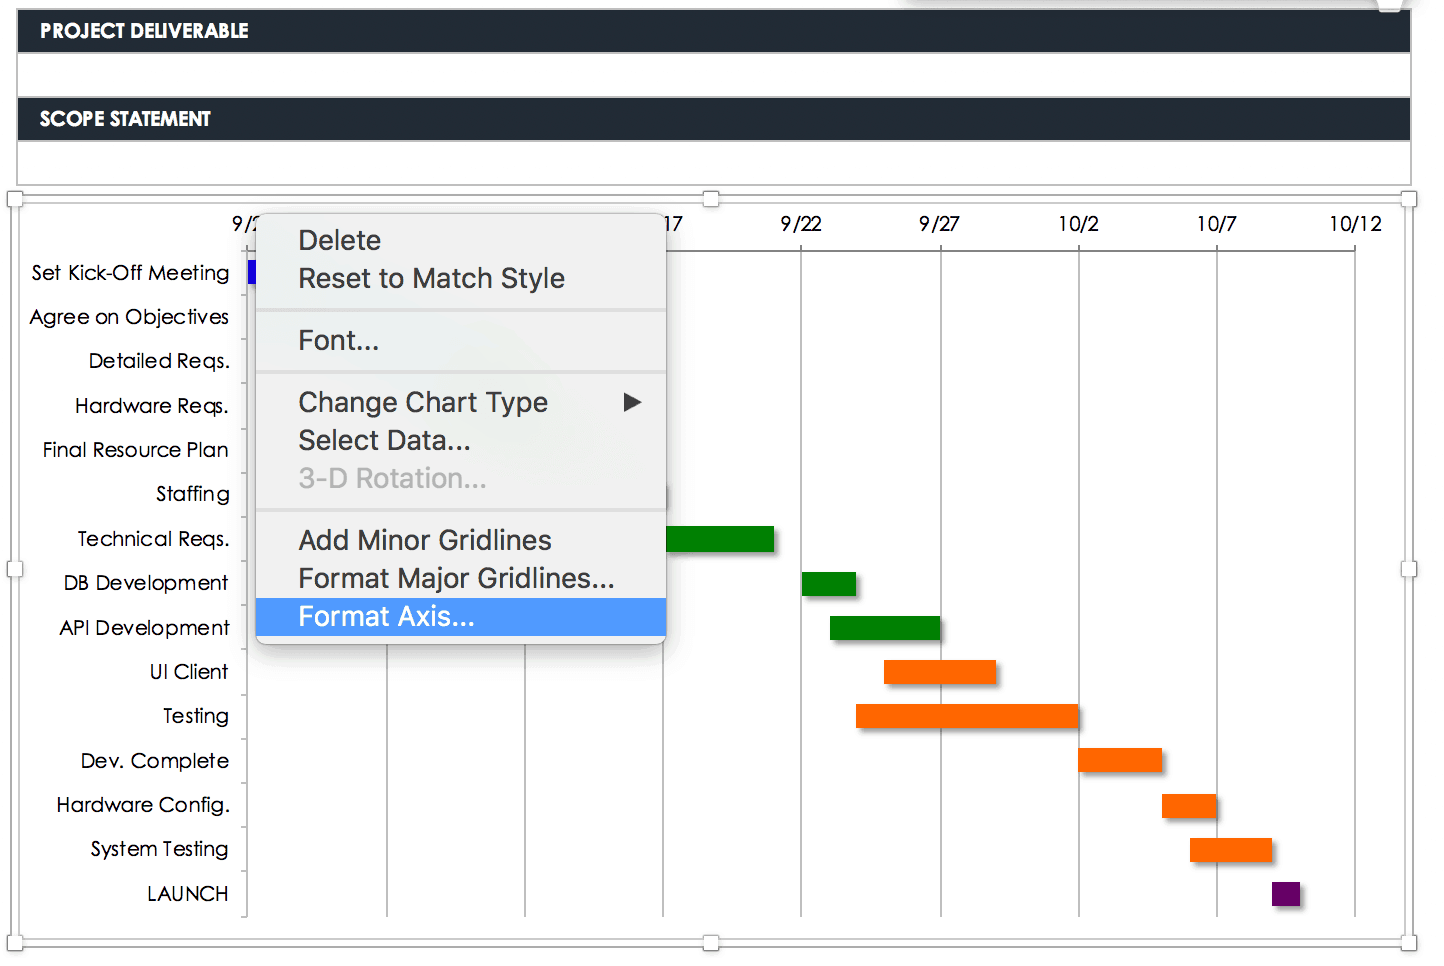 PROJECT DELIVERABLE
SCOPE STATEMENT
9/2 17 9/22 9/27 10/2 10/7 10/12
Delete
Reset to Match Style
Font...
Change Chart Type
Select Data...
3-D Rotation...
Add Minor Gridlines
Format Major Gridlines...
Format Axis...
Set Kick-Off Meeting
Agree on Objectives
Detailed Reqs.
Hardware Reqs.
Final Resource Plan
Staffing
Technical Reqs.
DB Development
API Development
UI Client
Testing
Dev. Complete
Hardware Config.
System Testing
LAUNCH